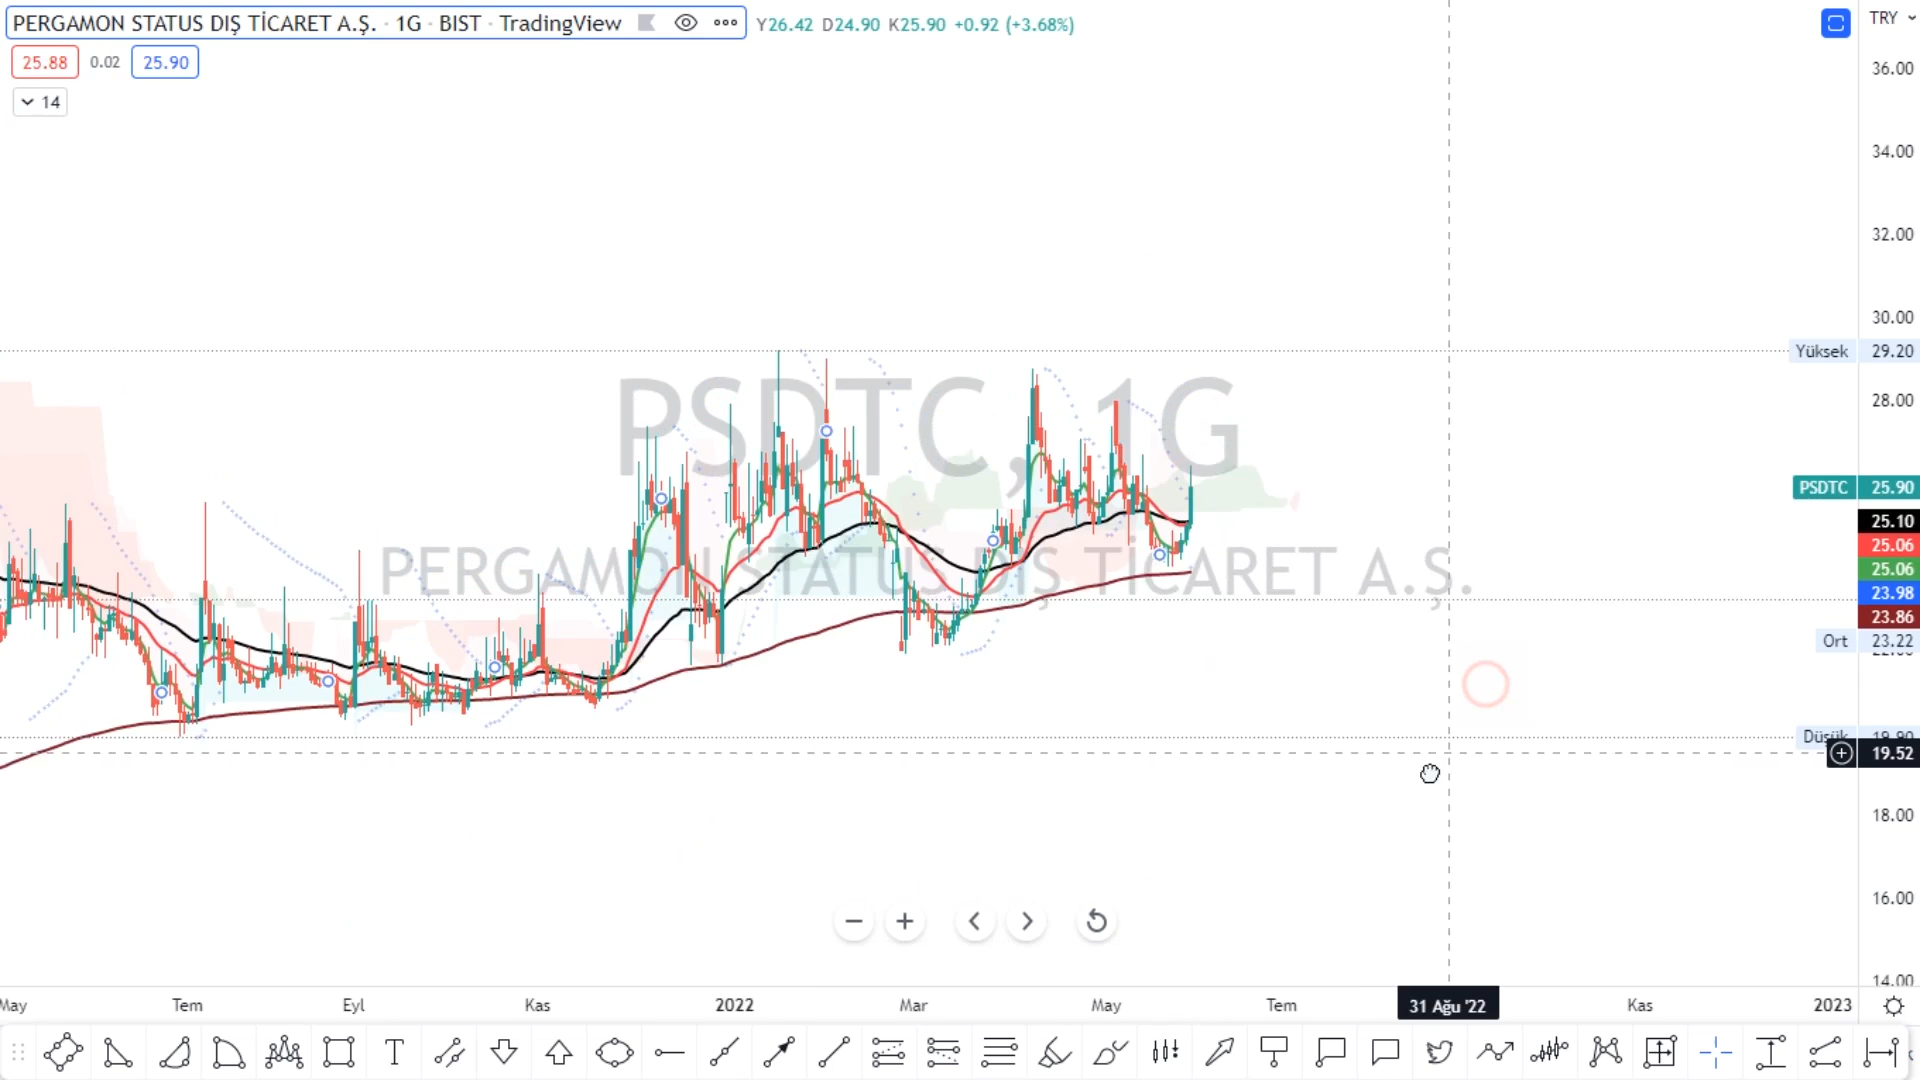 PERGAMON STATUS DIŞ TİCARET A.Ş. · 1G · BIST · TradingView
Y26.42 D24.90 K25.90 +0.92 (+3.68%)
TRY
25.88 0.02 25.90
14
36.00
34.00
32.00
30.00
Yüksek 29.20
28.00
PSDTC, 1G
PSDTC 25.90
25.10
25.06
25.06
23.98
23.86
PERGAMON STATUS DIŞ TİCARET A.Ş.
Ort 23.22
Düşük
19.52
18.00
16.00
14.00
May Tem Eyl Kas 2022 Mar May Tem 31 Ağu '22 Kas 2023
T